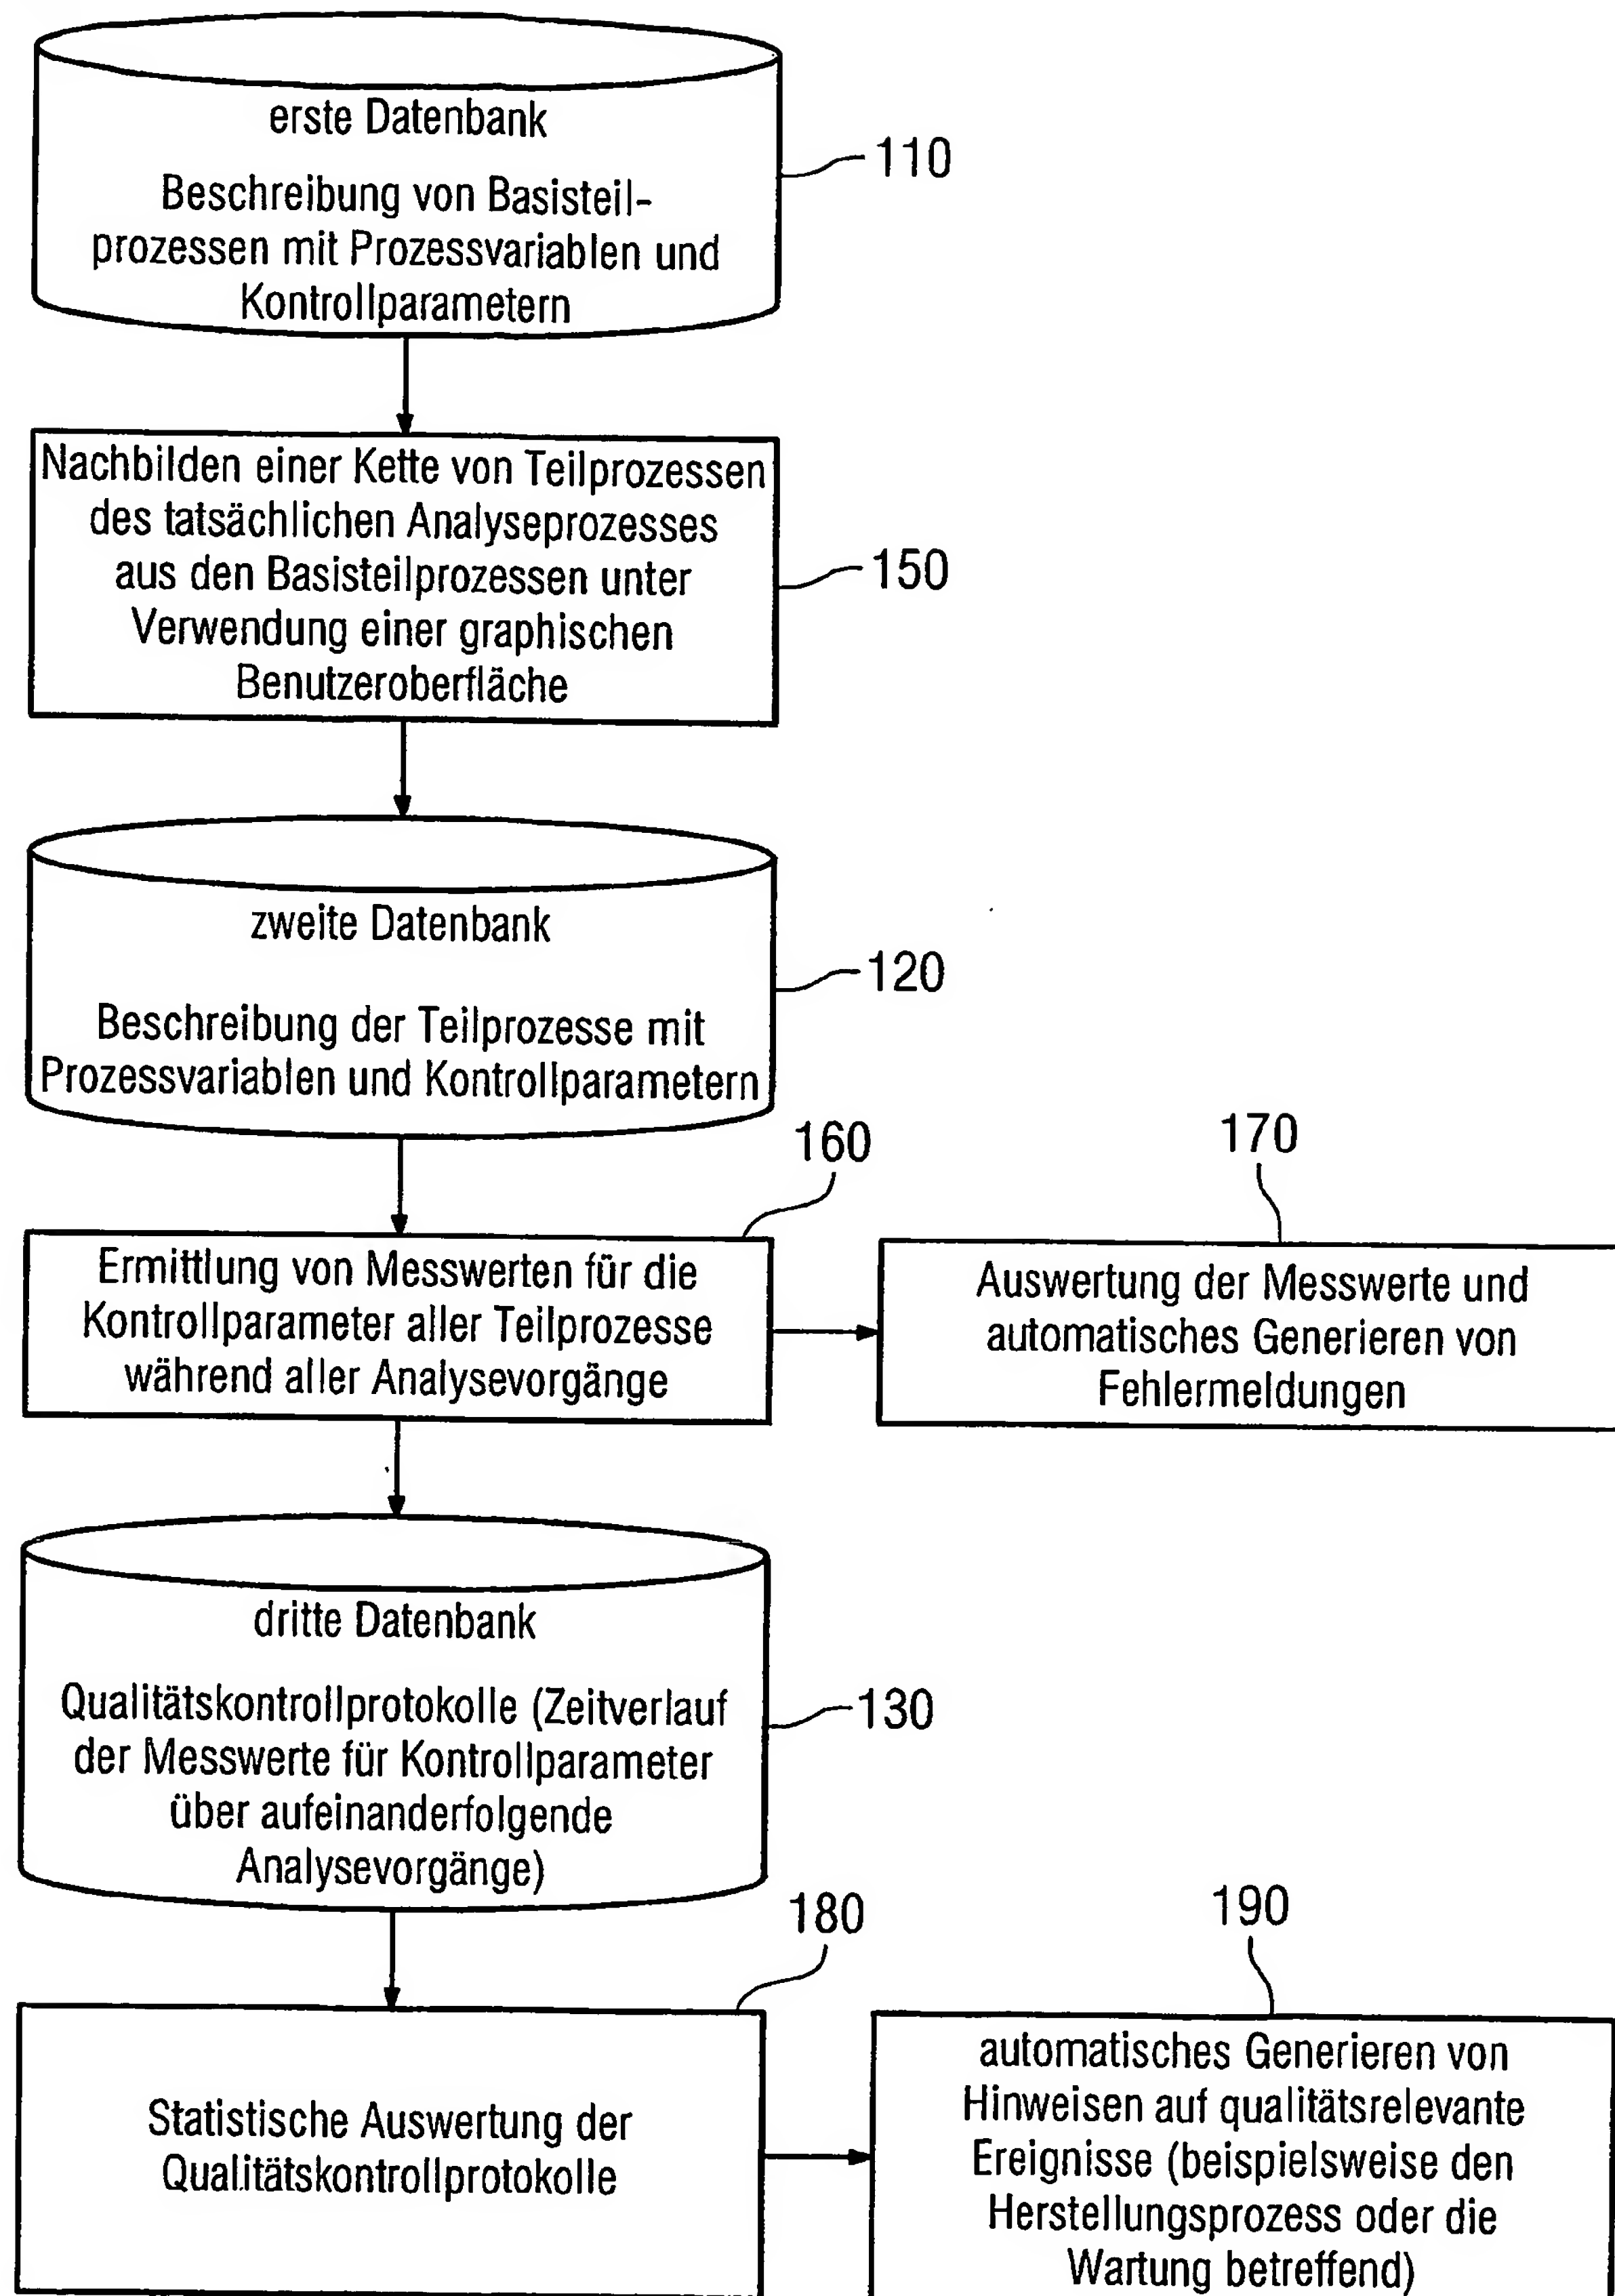 erste Datenbank
Beschreibung von Basisteil-
prozessen mit Prozessvariablen und
Kontrollparametern
110
Nachbilden einer Kette von Teilprozessen
des tatsächlichen Analyseprozesses
aus den Basisteilprozessen unter
Verwendung einer graphischen
Benutzeroberfläche
150
zweite Datenbank
Beschreibung der Teilprozesse mit
Prozessvariablen und Kontrollparametern
120
160
170
Ermittlung von Messwerten für die
Kontrollparameter aller Teilprozesse
während aller Analysevorgänge
Auswertung der Messwerte und
automatisches Generieren von
Fehlermeldungen
dritte Datenbank
Qualitätskontrollprotokolle (Zeitverlauf
der Messwerte für Kontrollparameter
über aufeinanderfolgende
Analysevorgänge)
130
180
190
Statistische Auswertung der
Qualitätskontrollprotokolle
automatisches Generieren von
Hinweisen auf qualitätsrelevante
Ereignisse (beispielsweise den
Herstellungsprozess oder die
Wartung betreffend)